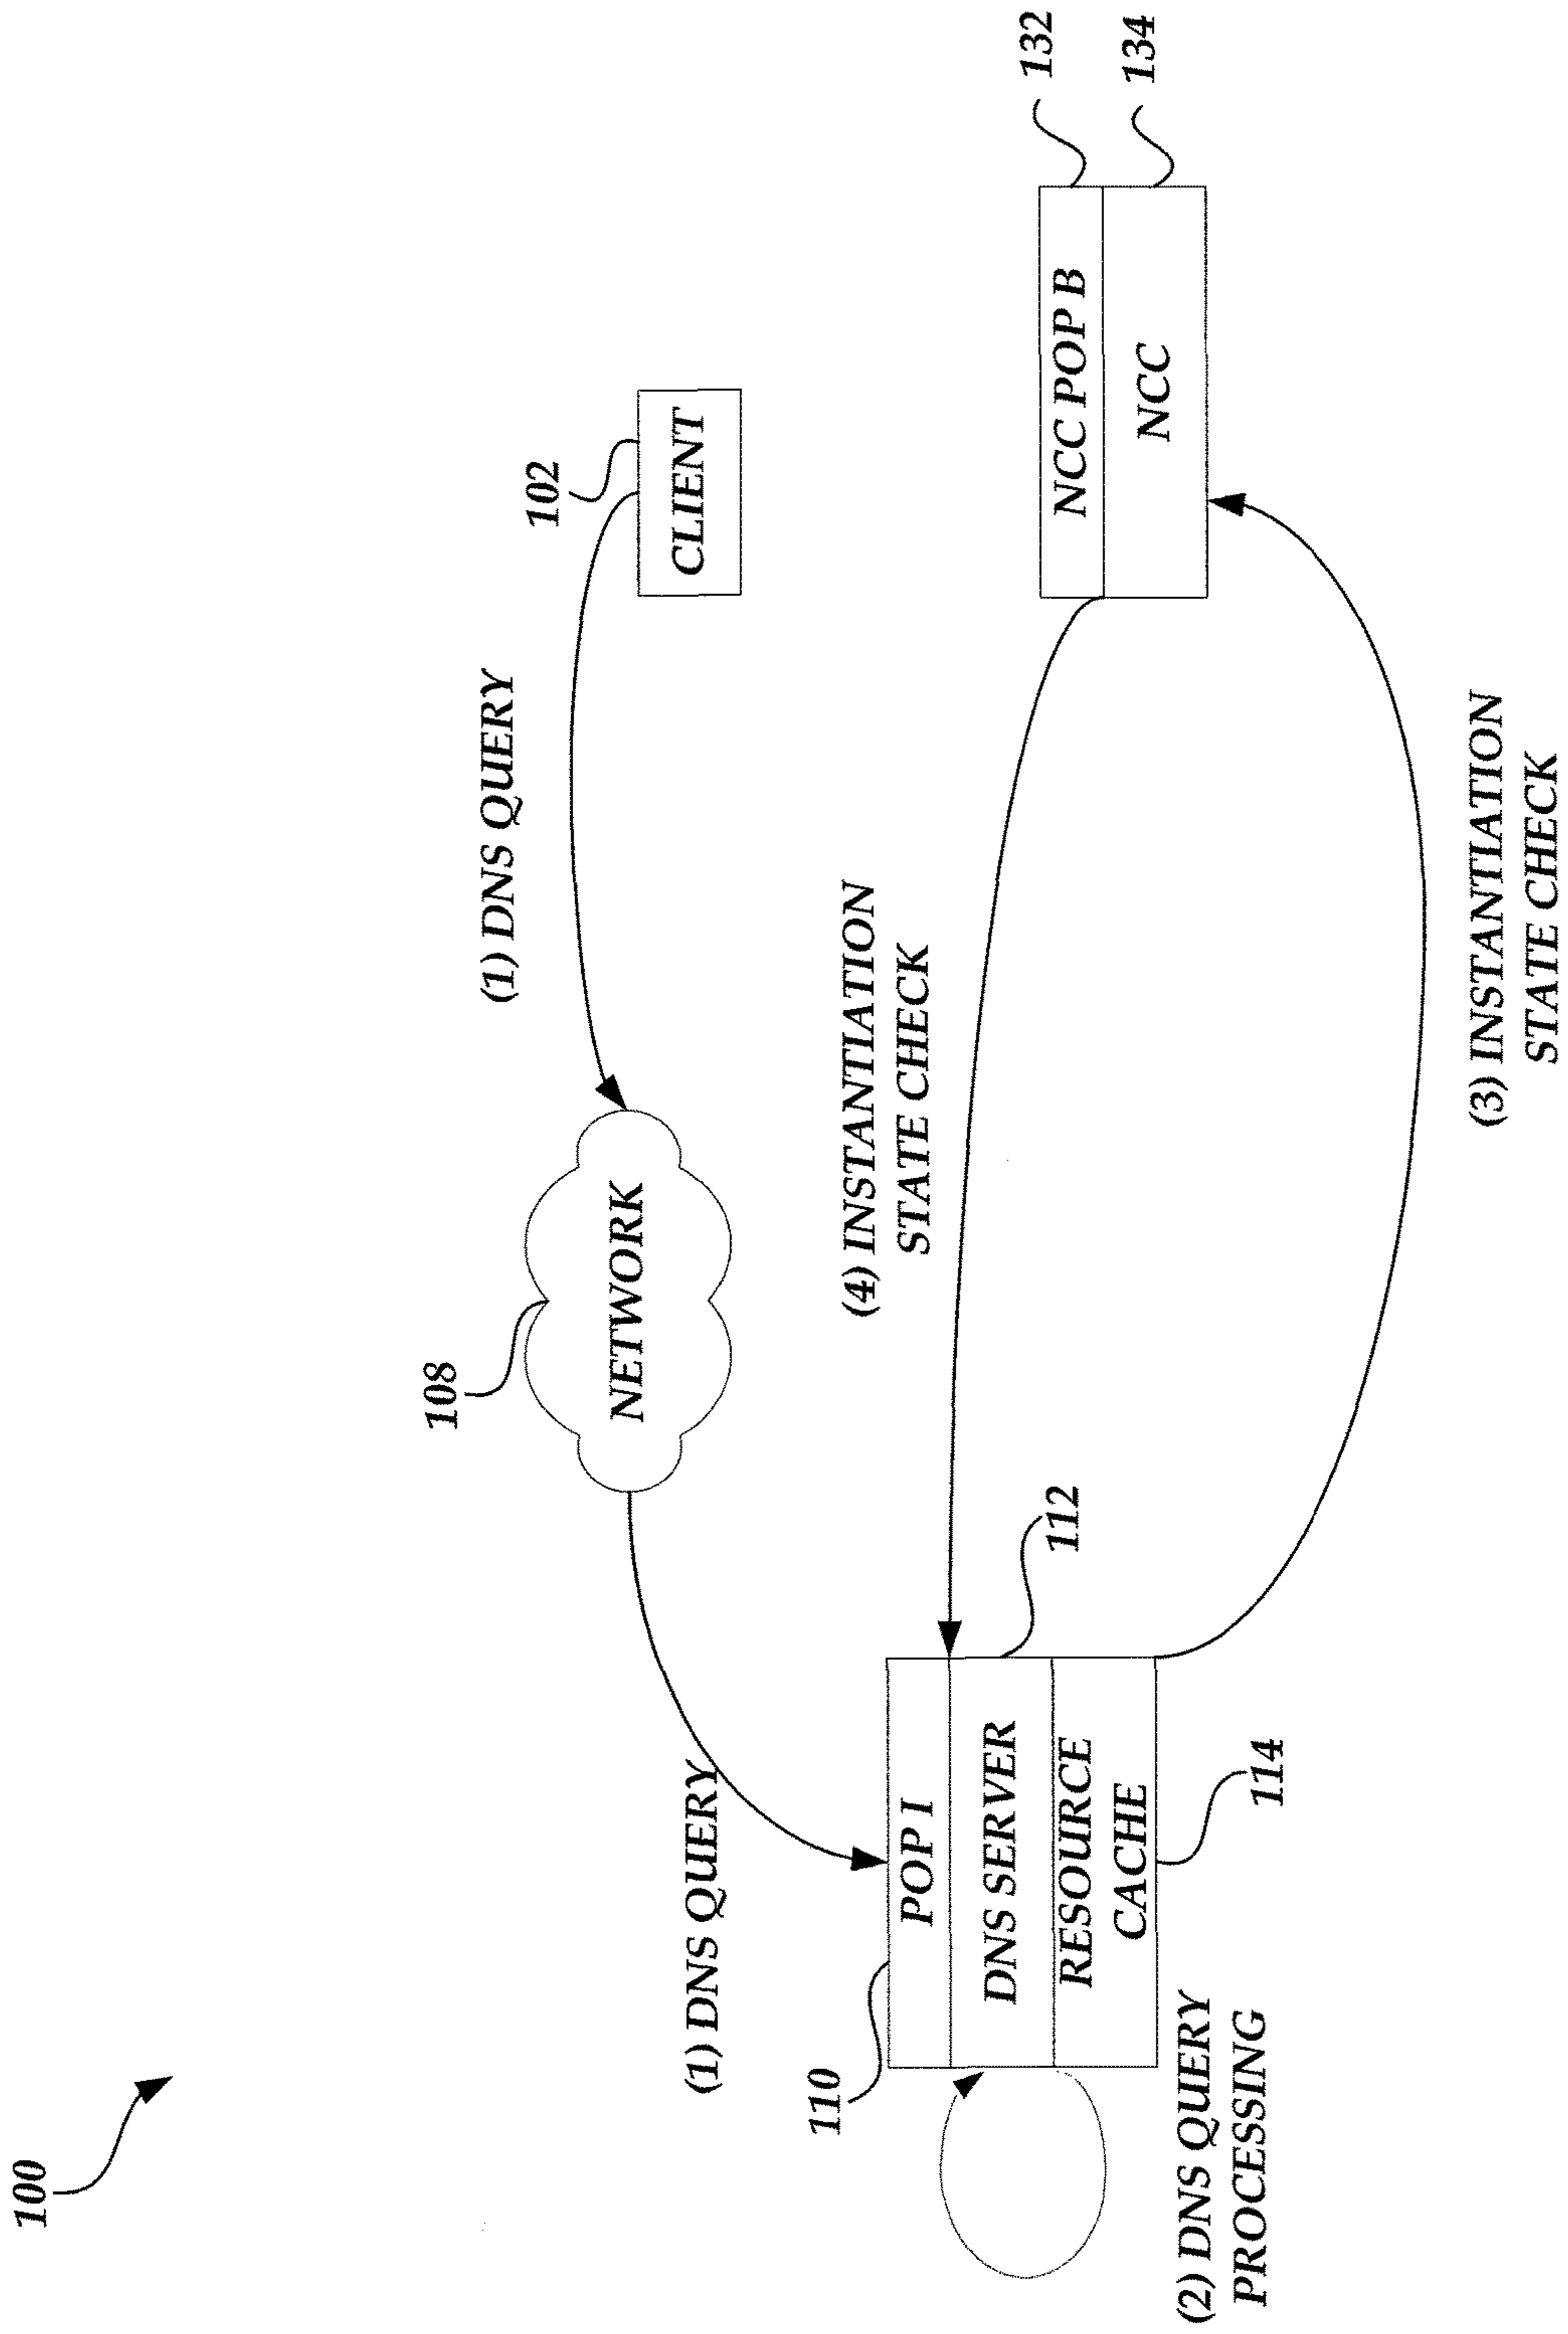 100
(1) DNS QUERY
102
CLIENT
108
NETWORK
(1) DNS QUERY
110
POP I
DNS SERVER
RESOURCE
CACHE
112
114
(2) DNS QUERY
PROCESSING
(4) INSTANTIATION
STATE CHECK
NCC POP B
NCC
132
134
(3) INSTANTIATION
STATE CHECK